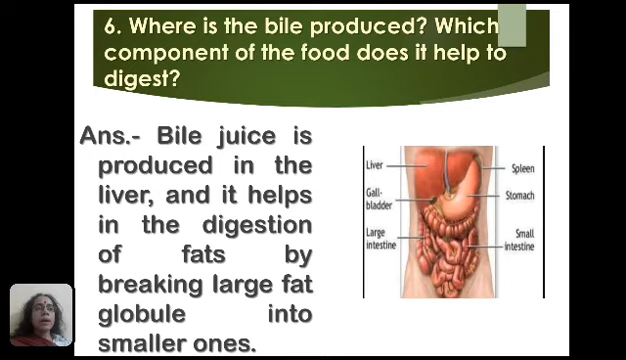 6. Where is the bile produced? Which
component of the food does it help to
digest?
Ans.- Bile juice is
produced in the
liver, and it helps
in the digestion
of fats by
breaking large fat
globule into
smaller ones.
Liver
Gall-
bladder
Large
intestine
Spleen
Stomach
Small
intestine